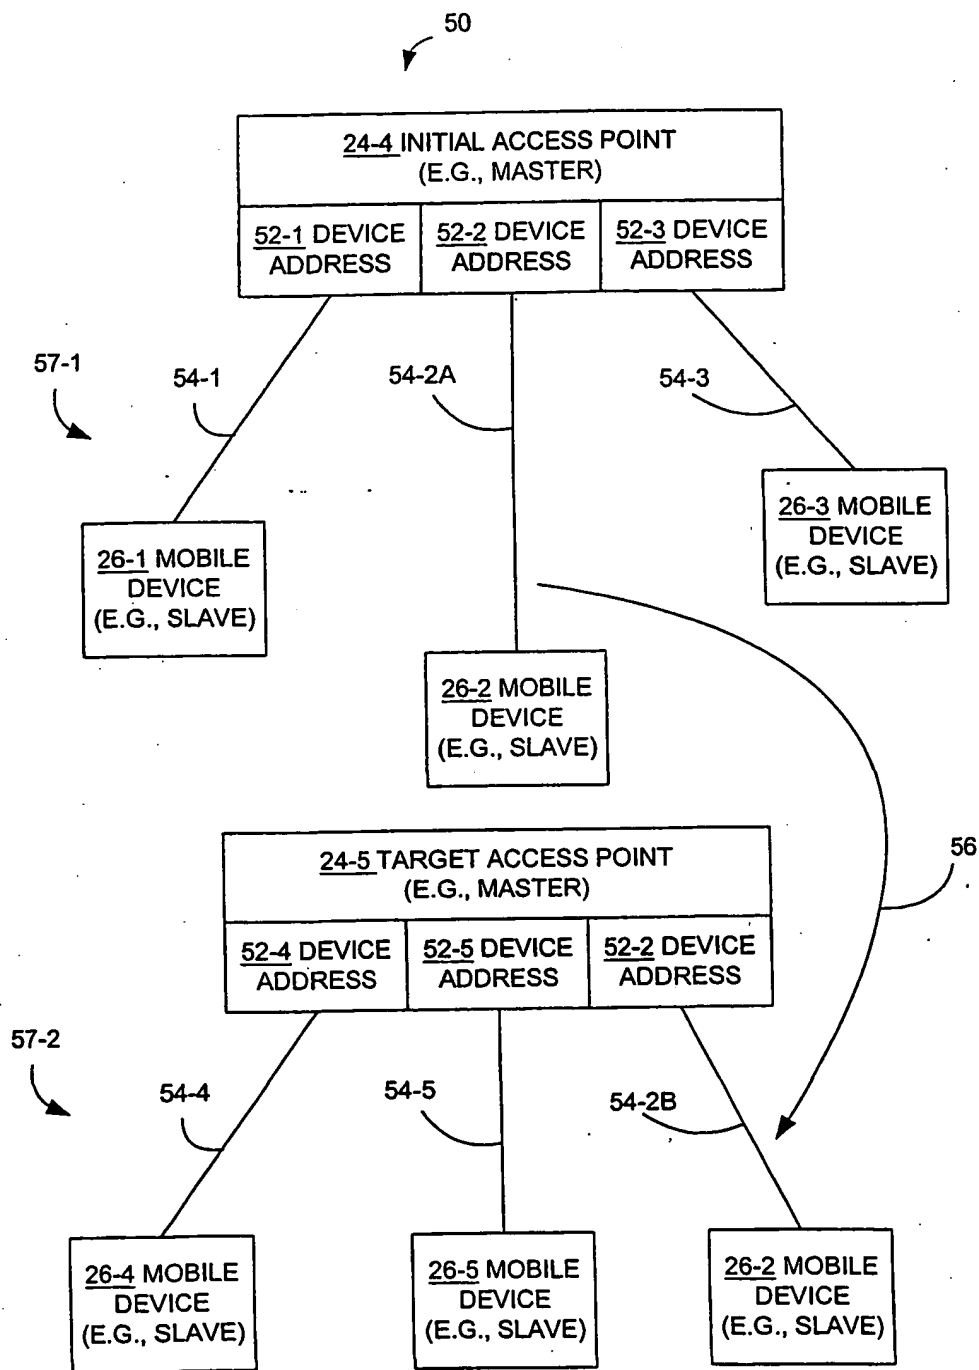 50
24-4 INITIAL ACCESS POINT
(E.G., MASTER)
52-1 DEVICE
ADDRESS
52-2 DEVICE
ADDRESS
52-3 DEVICE
ADDRESS
57-1
54-1
54-2A
54-3
26-1 MOBILE
DEVICE
(E.G., SLAVE)
26-3 MOBILE
DEVICE
(E.G., SLAVE)
26-2 MOBILE
DEVICE
(E.G., SLAVE)
56
24-5 TARGET ACCESS POINT
(E.G., MASTER)
52-4 DEVICE
ADDRESS
52-5 DEVICE
ADDRESS
52-2 DEVICE
ADDRESS
57-2
54-4
54-5
54-2B
26-4 MOBILE
DEVICE
(E.G., SLAVE)
26-5 MOBILE
DEVICE
(E.G., SLAVE)
26-2 MOBILE
DEVICE
(E.G., SLAVE)